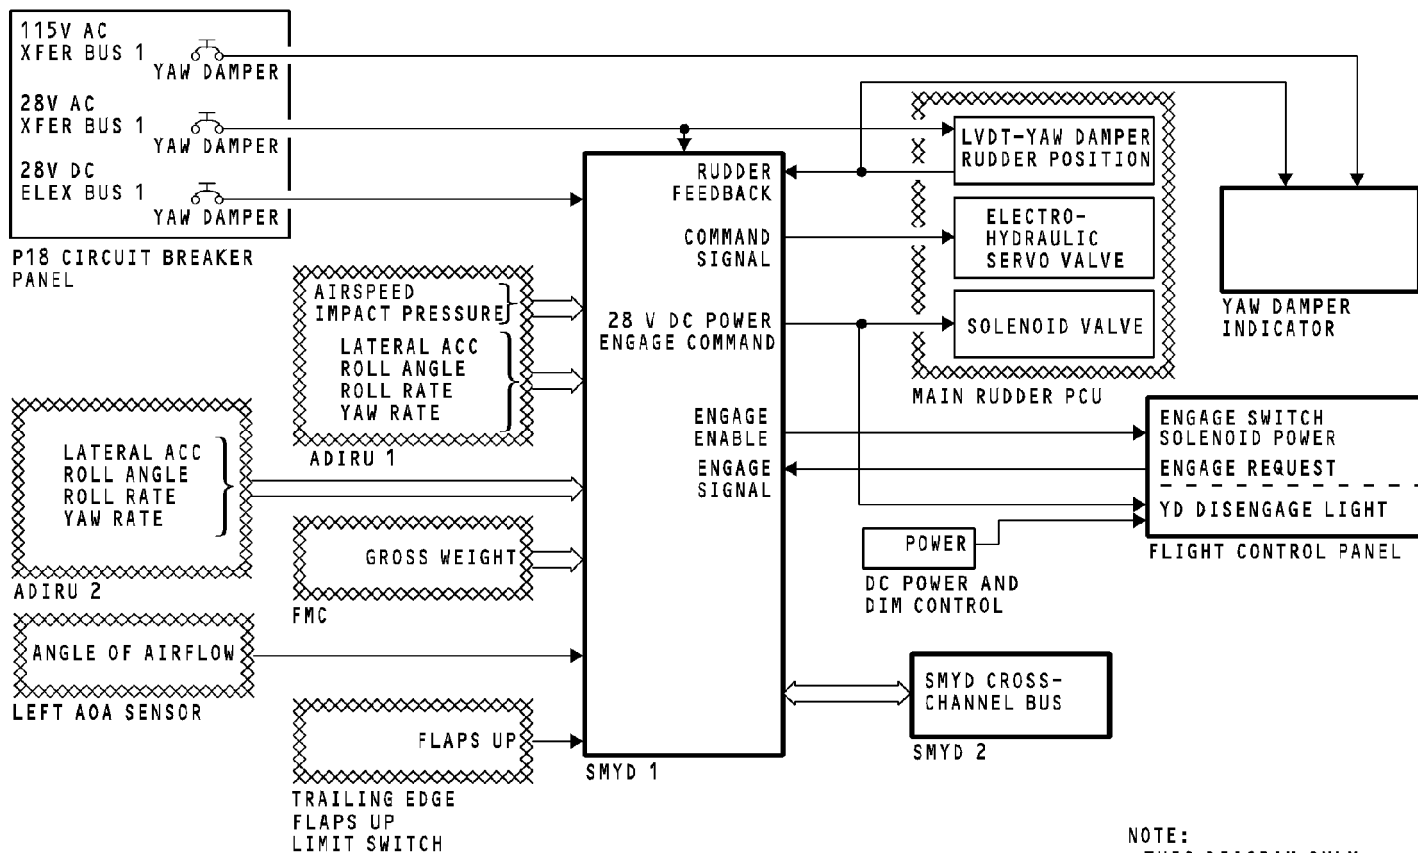 115V AC
XFER BUS 1
YAW DAMPER
28V AC
XFER BUS 1
YAW DAMPER
28V DC
ELEX BUS 1
YAW DAMPER
P18 CIRCUIT BREAKER
PANEL
AIRSPEED
IMPACT PRESSURE
LATERAL ACC
ROLL ANGLE
ROLL RATE
YAW RATE
ADIRU 1
LATERAL ACC
ROLL ANGLE
ROLL RATE
YAW RATE
ADIRU 2
GROSS WEIGHT
FMC
ANGLE OF AIRFLOW
LEFT AOA SENSOR
FLAPS UP
TRAILING EDGE
FLAPS UP
LIMIT SWITCH
RUDDER
FEEDBACK
COMMAND
SIGNAL
28 V DC POWER
ENGAGE COMMAND
ENGAGE
ENABLE
ENGAGE
SIGNAL
SMYD 1
LVDT-YAW DAMPER
RUDDER POSITION
ELECTRO-
HYDRAULIC
SERVO VALVE
SOLENOID VALVE
MAIN RUDDER PCU
YAW DAMPER
INDICATOR
ENGAGE SWITCH
SOLENOID POWER
ENGAGE REQUEST
YD DISENGAGE LIGHT
FLIGHT CONTROL PANEL
POWER
DC POWER AND
DIM CONTROL
SMYD CROSS-
CHANNEL BUS
SMYD 2
NOTE: